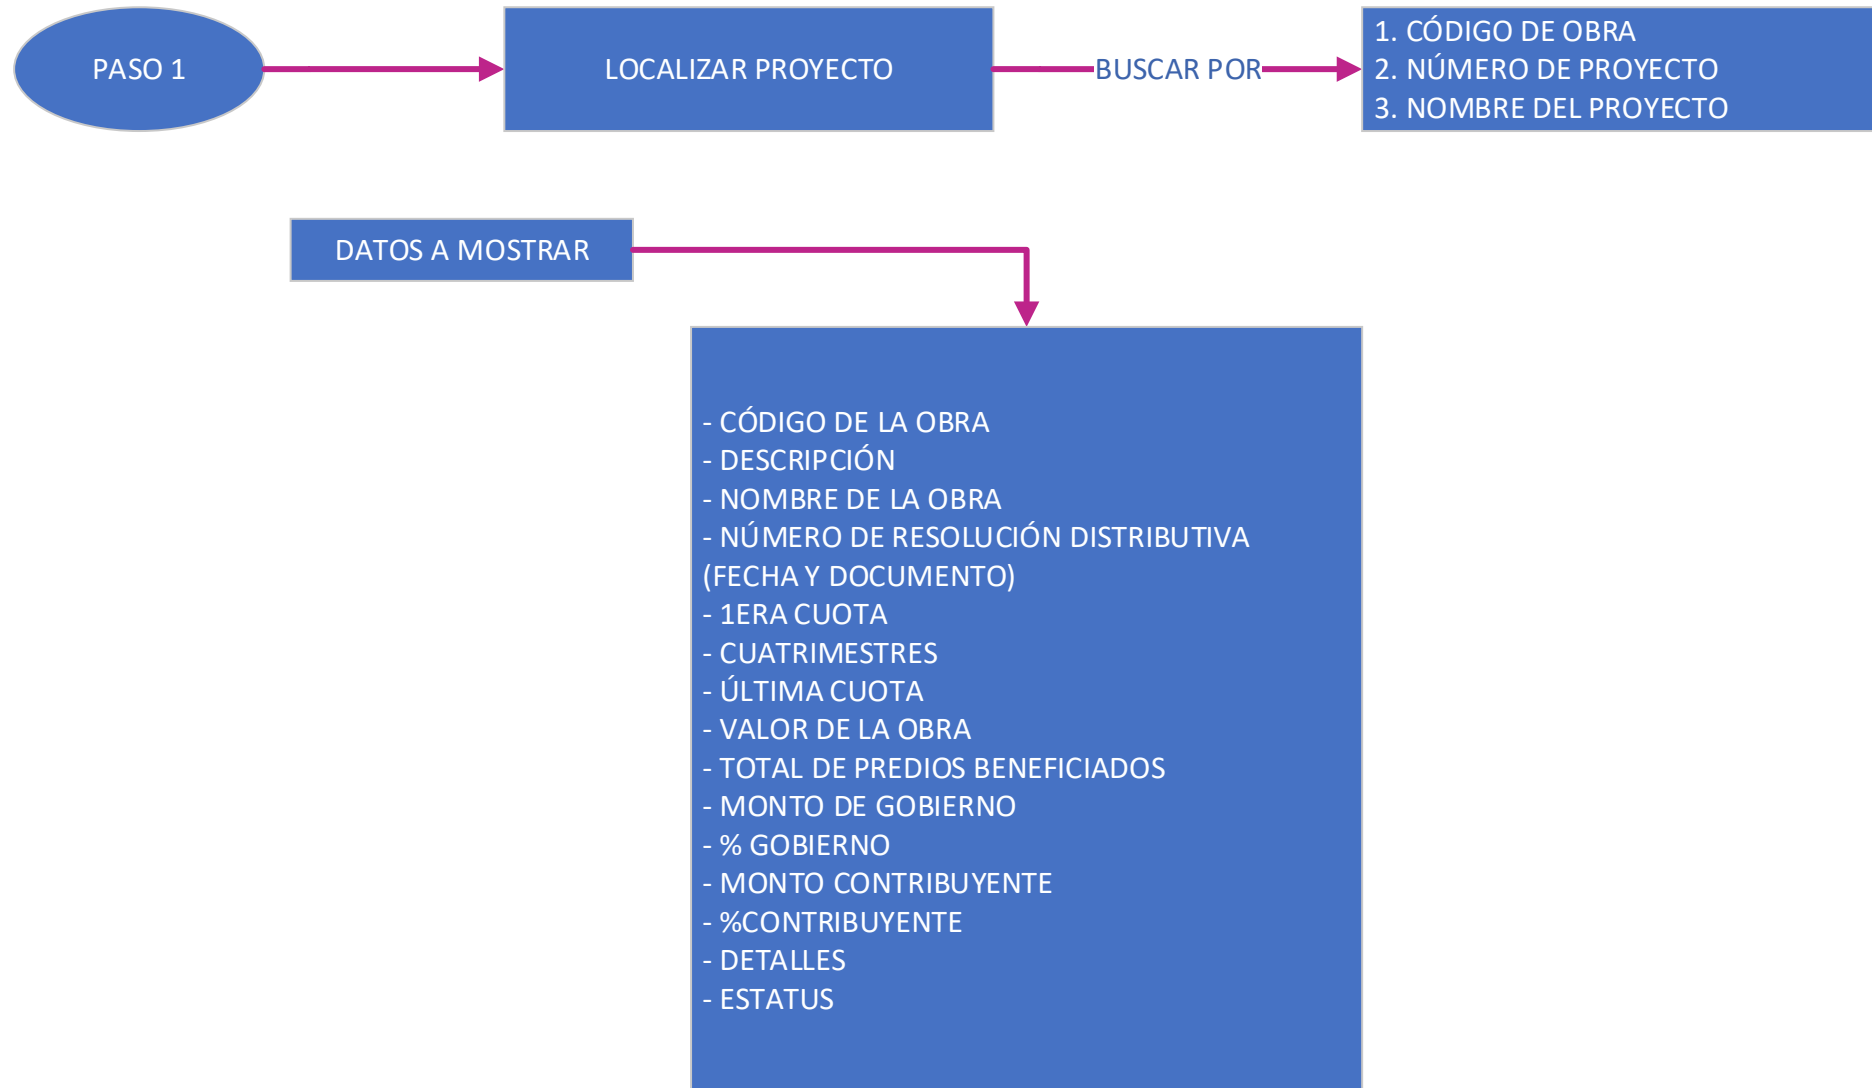 PASO 1
LOCALIZAR PROYECTO
BUSCAR POR
1. CÓDIGO DE OBRA
2. NÚMERO DE PROYECTO
3. NOMBRE DEL PROYECTO
DATOS A MOSTRAR
- CÓDIGO DE LA OBRA
- DESCRIPCIÓN
- NOMBRE DE LA OBRA
- NÚMERO DE RESOLUCIÓN DISTRIBUTIVA
(FECHA Y DOCUMENTO)
- 1ERA CUOTA
- CUATRIMESTRES
- ÚLTIMA CUOTA
- VALOR DE LA OBRA
- TOTAL DE PREDIOS BENEFICIADOS
- MONTO DE GOBIERNO
- % GOBIERNO
- MONTO CONTRIBUYENTE
- %CONTRIBUYENTE
- DETALLES
- ESTATUS